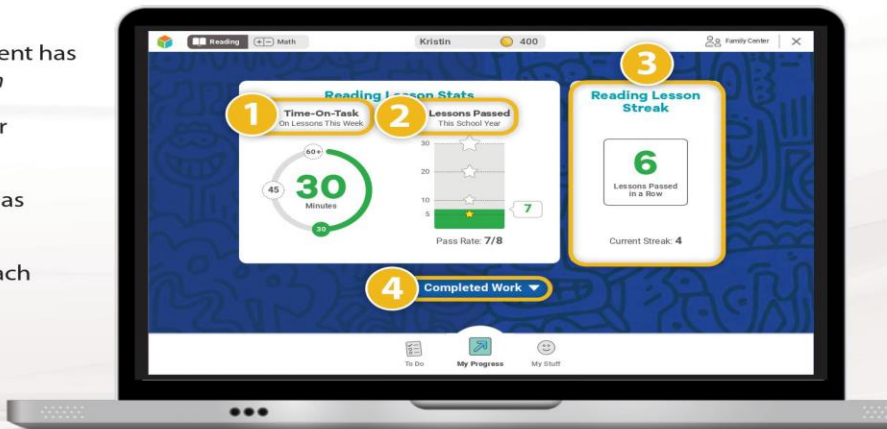 ent has
n
r
as
ach
Reading
Math
Kristin
400
Family Center
3
Reading Lesson Stats
1
Time-On-Task
On Lessons This Week
60+
45
30
Minutes
30
2
Lessons Passed
This School Year
30
20
10
5
7
Pass Rate: 7/8
Reading Lesson
Streak
6
Lessons Passed
in a Row
Current Streak: 4
4
Completed Work
To Do
My Progress
My Stuff